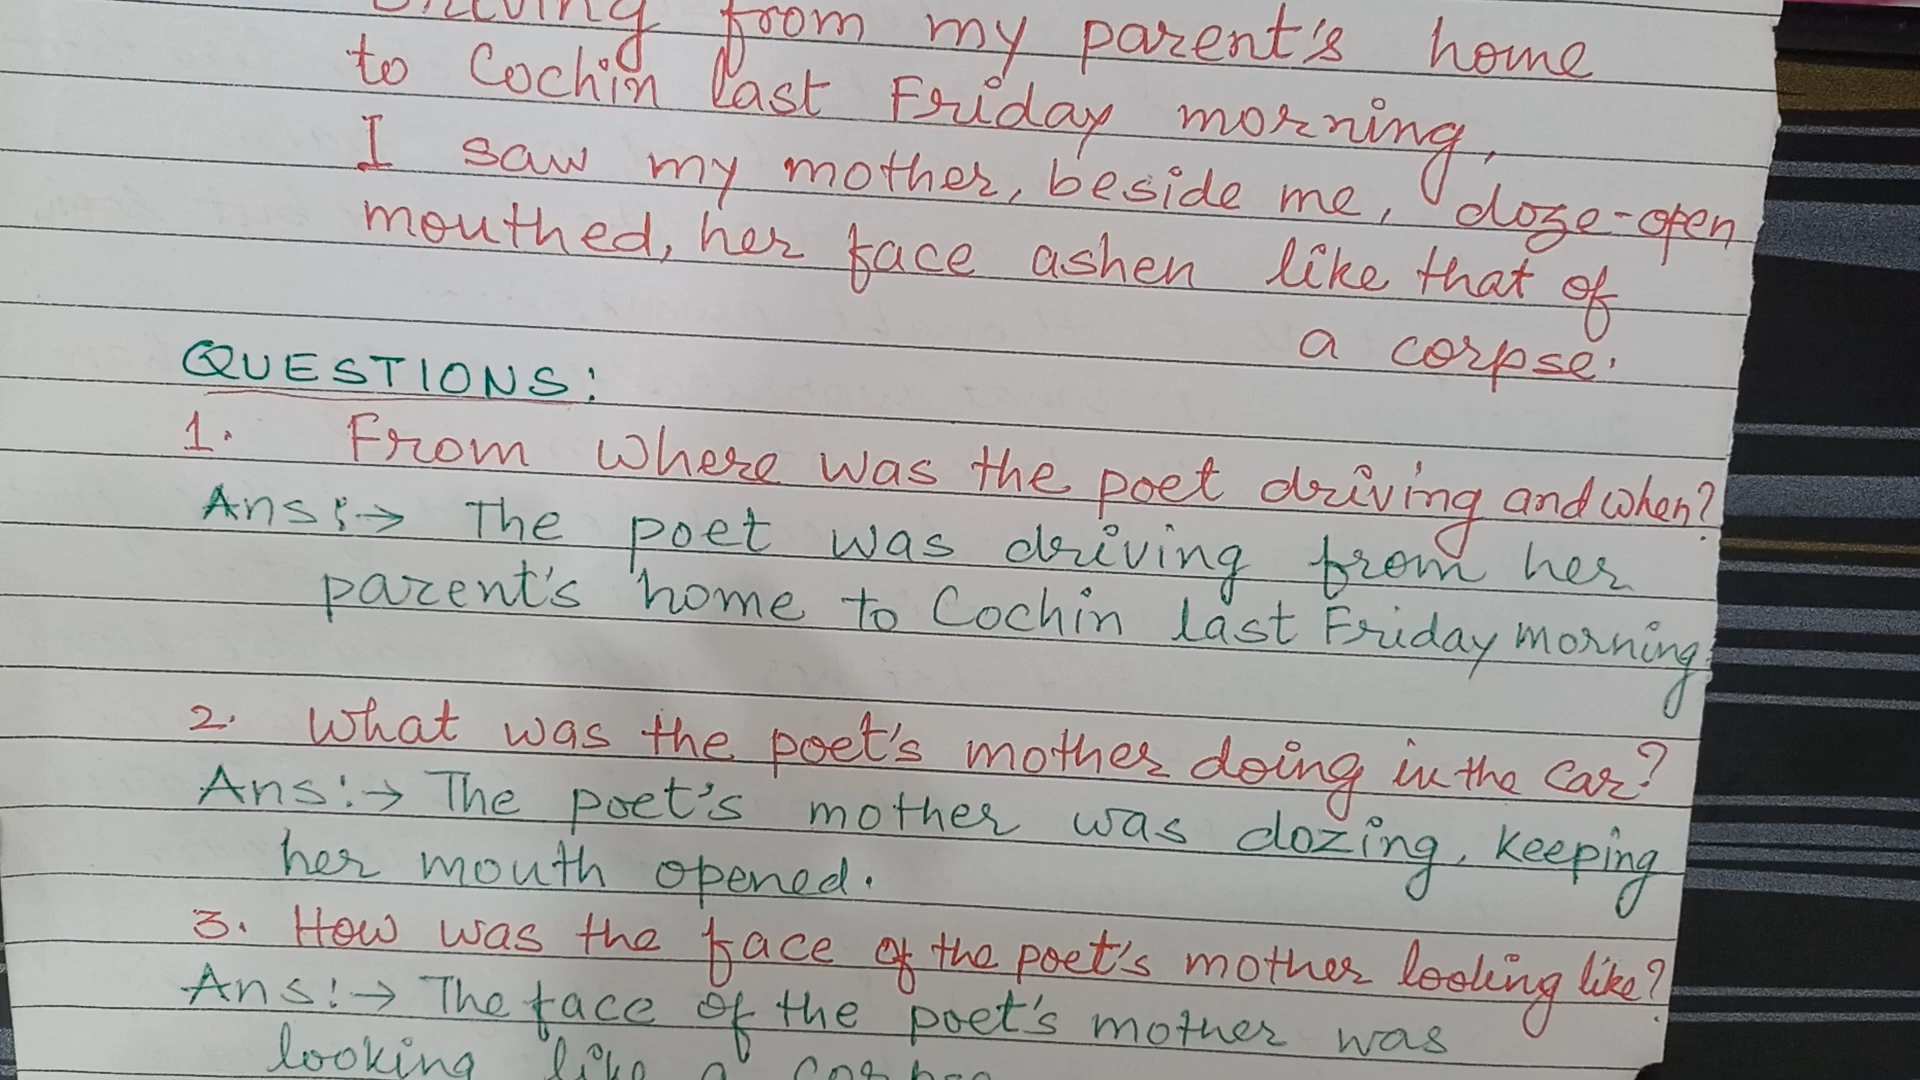 Driving from my parent's home
to Cochin last Friday morning,
I saw my mother, beside me, doze-open
mouthed, her face ashen like that of
a corpse.
QUESTIONS:
1. From where was the poet driving and when?
Ans:→ The poet was driving from her
parent's home to Cochin last Friday morning.
2. What was the poet's mother doing in the car?
Ans:→ The poet's mother was dozing, keeping
her mouth opened.
3. How was the face of the poet's mother looking like?
Ans:→ The face of the poet's mother was
looking like a corpse